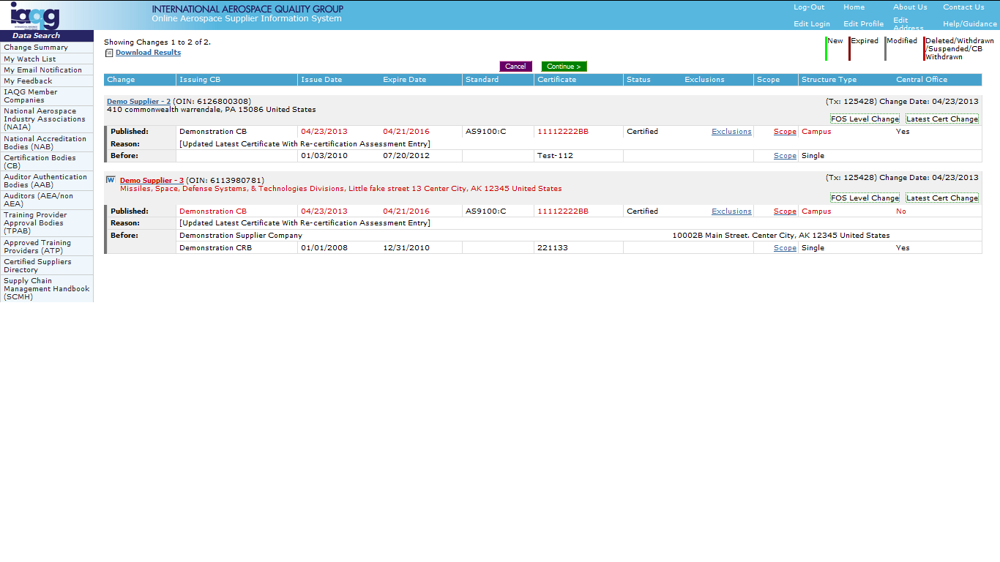 iaqg
INTERNATIONAL AEROSPACE QUALITY GROUP
Online Aerospace Supplier Information System
Log-Out Home About Us Contact Us
Edit Login Edit Profile Edit Address Help/Guidance
Data Search
Change Summary
My Watch List
My Email Notification
My Feedback
IAQG Member
Companies
National Aerospace
Industry Associations
(NAIA)
National Accreditation
Bodies (NAB)
Certification Bodies
(CB)
Auditor Authentication
Bodies (AAB)
Auditors (AEA/non
AEA)
Training Provider
Approval Bodies
(TPAB)
Approved Training
Providers (ATP)
Certified Suppliers
Directory
Supply Chain
Management Handbook
(SCMH)
Showing Changes 1 to 2 of 2.
Download Results
New Expired Modified Deleted/Withdrawn
/Suspended/CB
Withdrawn
Cancel Continue >
Change Issuing CB Issue Date Expire Date Standard Certificate Status Exclusions Scope Structure Type Central Office
Demo Supplier - 2 (OIN: 6126800308) (Tx: 125428) Change Date: 04/23/2013
410 commonwealth warrendale, PA 15086 United States
FOS Level Change Latest Cert Change
Published: Demonstration CB 04/23/2013 04/21/2016 AS9100:C 11112222BB Certified Exclusions Scope Campus Yes
Reason: [Updated Latest Certificate With Re-certification Assessment Entry]
Before: 01/03/2010 07/20/2012 Test-112 Scope Single
W Demo Supplier - 3 (OIN: 6113980781) (Tx: 125428) Change Date: 04/23/2013
Missiles, Space, Defense Systems, & Technologies Divisions, Little fake street 13 Center City, AK 12345 United States
FOS Level Change Latest Cert Change
Published: Demonstration CB 04/23/2013 04/21/2016 AS9100:C 11112222BB Certified Exclusions Scope Campus No
Reason: [Updated Latest Certificate With Re-certification Assessment Entry]
Before: Demonstration Supplier Company 10002B Main Street. Center City, AK 12345 United States
Demonstration CRB 01/01/2008 12/31/2010 221133 Scope Single Yes